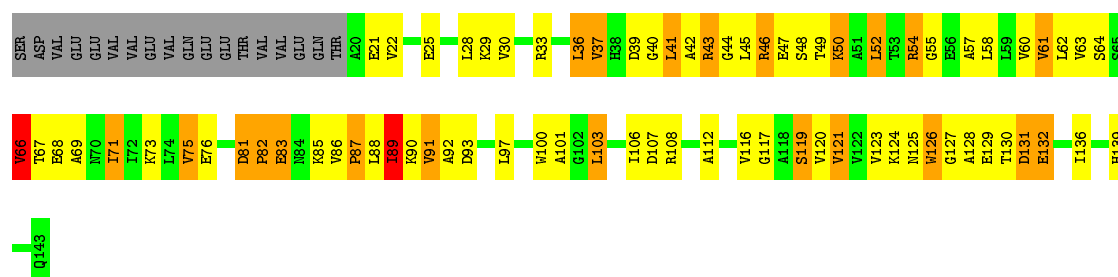 SER ASP VAL GLU GLU VAL VAL GLU VAL GLN GLU GLU THR VAL VAL GLU GLN THR A20 E21 V22 E25 L28 K29 V30 R33 L36 V37 H38 D39 G40 L41 A42 R43 G44 L45 R46 E47 S48 T49 K50 A51 L52 T53 R54 G55 E56 A57 L58 L59 V60 V61 L62 V63 S64 S65
V66 T67 E68 A69 N70 I71 I72 K73 L74 V75 E76 D81 P82 E83 N84 K85 V86 P87 L88 I89 K90 V91 A92 D93 L97 W100 A101 G102 L103 I106 D107 R108 A112 V116 G117 A118 S119 V120 V121 V122 V123 K124 N125 W126 G127 A128 E129 T130 D131 E132 I136
Q143